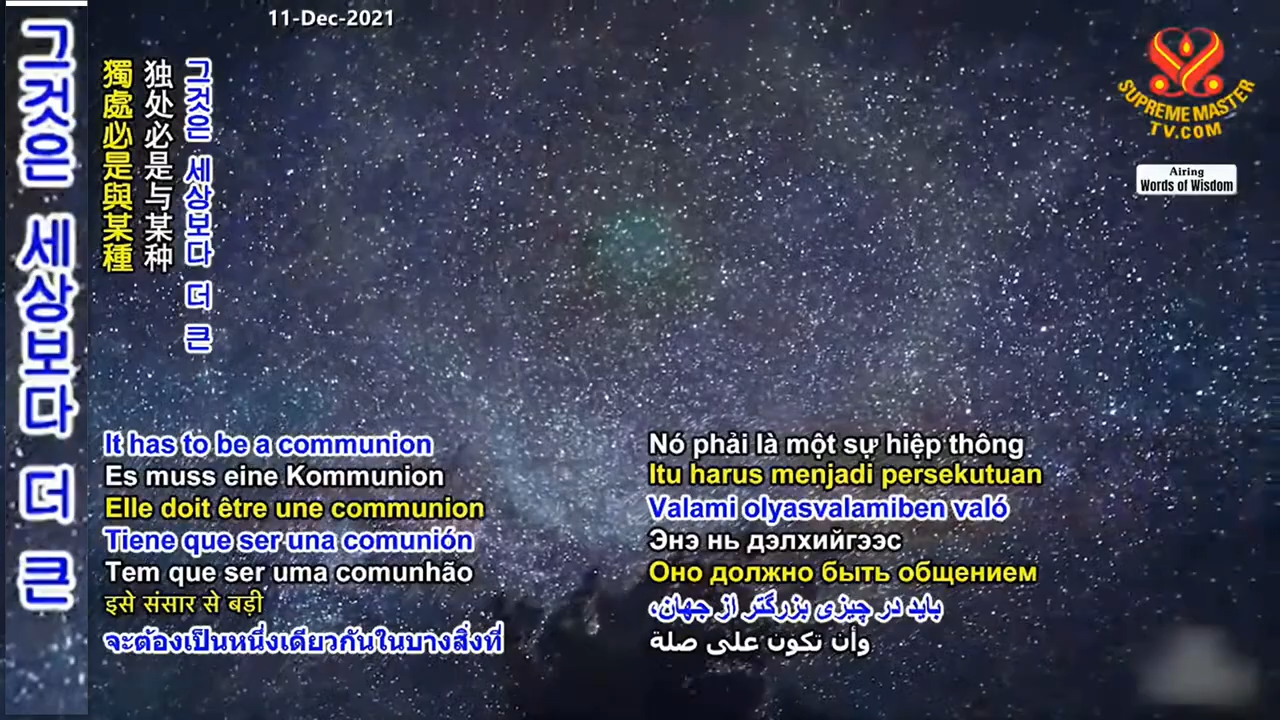 11-Dec-2021
그것은 세상보다 더 큰
獨處必是與某種
独处必是与某种
그것은 세상보다 더 큰
SUPREME MASTER
TV.COM
Airing
Words of Wisdom
It has to be a communion
Es muss eine Kommunion
Elle doit être une communion
Tiene que ser una comunión
Tem que ser uma comunhão
इसे संसार से बड़ी
จะต้องเป็นหนึ่งเดียวกันในบางสิ่งที่
Nó phải là một sự hiệp thông
Itu harus menjadi persekutuan
Valami olyasvalamiben való
Энэ нь дэлхийгээс
Оно должно быть общением
باید در چیزی بزرگتر از جهان،
وأن تكون على صلة